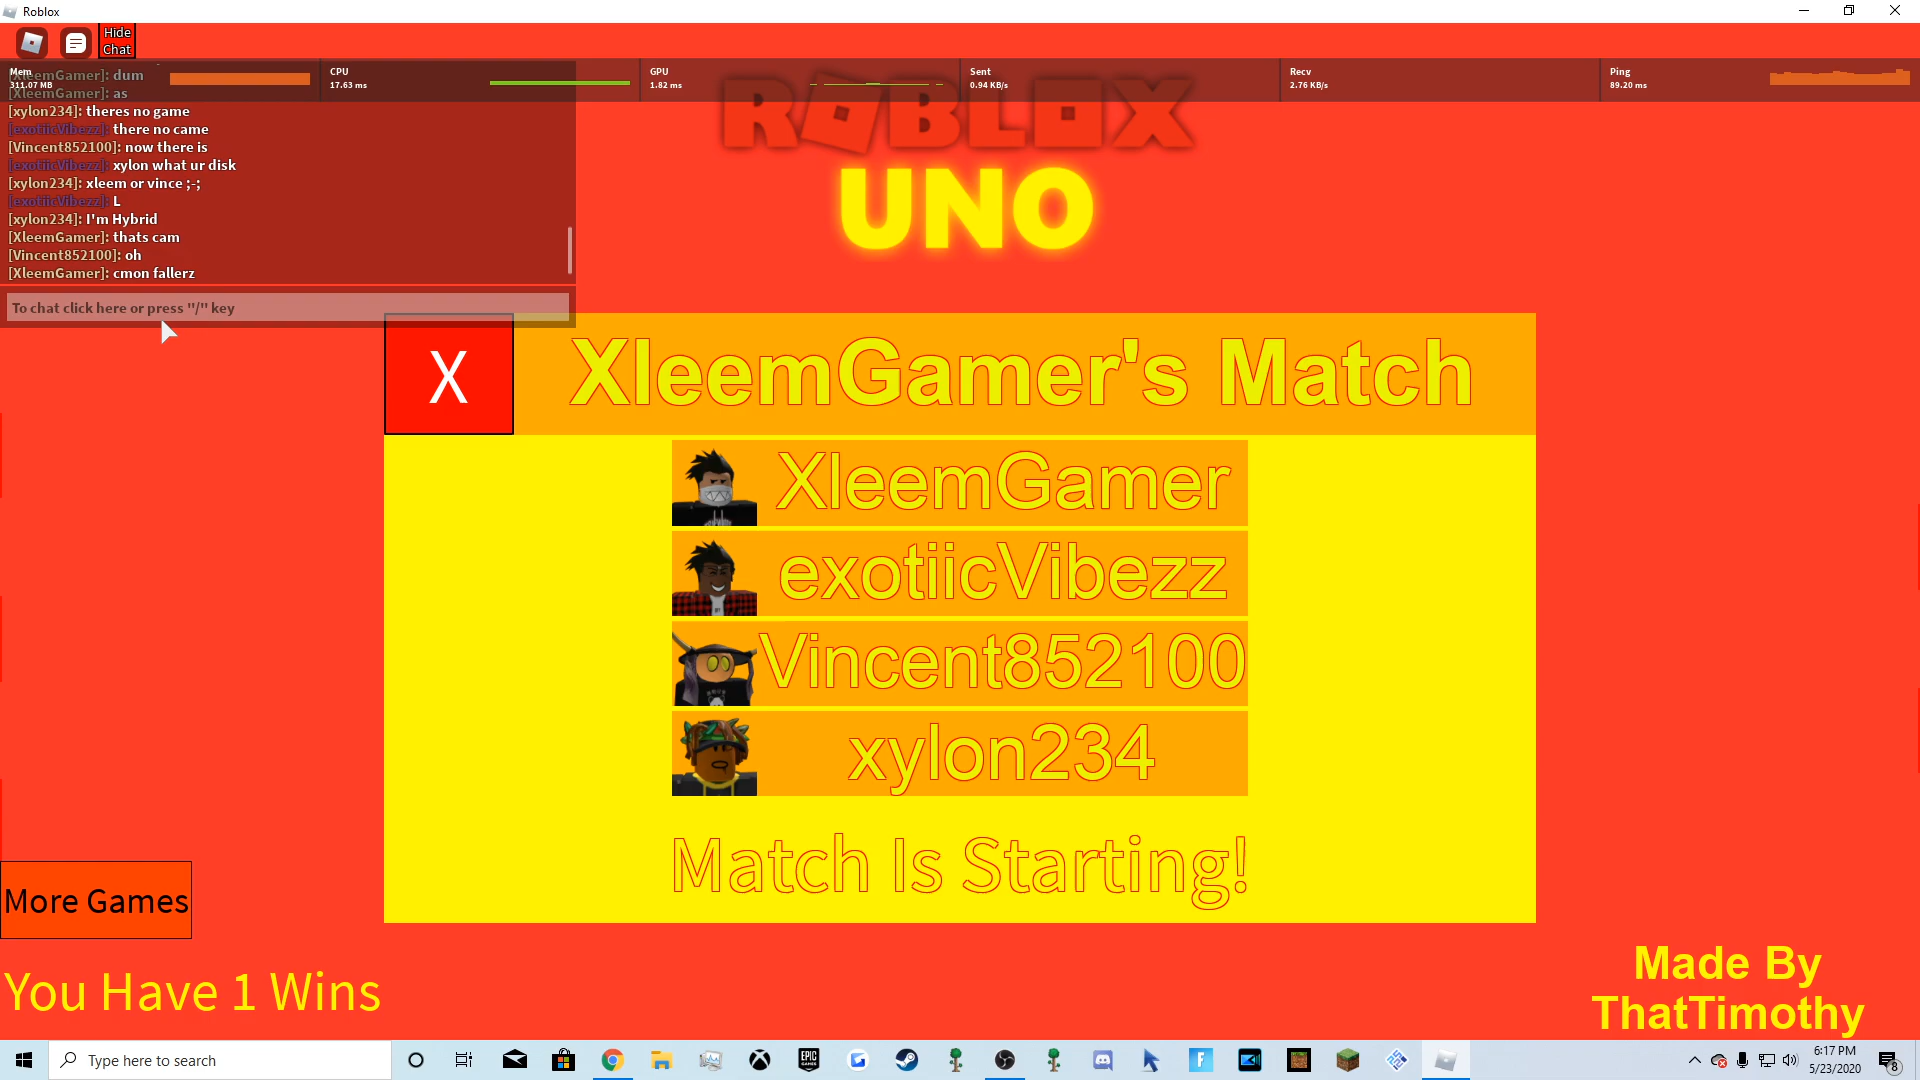 Roblox
Hide
Chat
Mem
311.07 MB
CPU
17.63 ms
GPU
1.82 ms
Sent
0.94 KB/s
Recv
2.76 KB/s
Ping
89.20 ms
[XleemGamer]: dum
[XleemGamer]: as
[xylon234]: theres no game
[exotiicVibezz]: there no came
[Vincent852100]: now there is
[exotiicVibezz]: xylon what ur disk
[xylon234]: xleem or vince ;-;
[exotiicVibezz]: L
[xylon234]: I'm Hybrid
[XleemGamer]: thats cam
[Vincent852100]: oh
[XleemGamer]: cmon fallerz
To chat click here or press "/" key
ROBLOX
UNO
X
XleemGamer's Match
XleemGamer
exotiicVibezz
Vincent852100
xylon234
Match Is Starting!
More Games
You Have 1 Wins
Made By
ThatTimothy
Type here to search
EPIC
GAMES
6:17 PM
5/23/2020
8